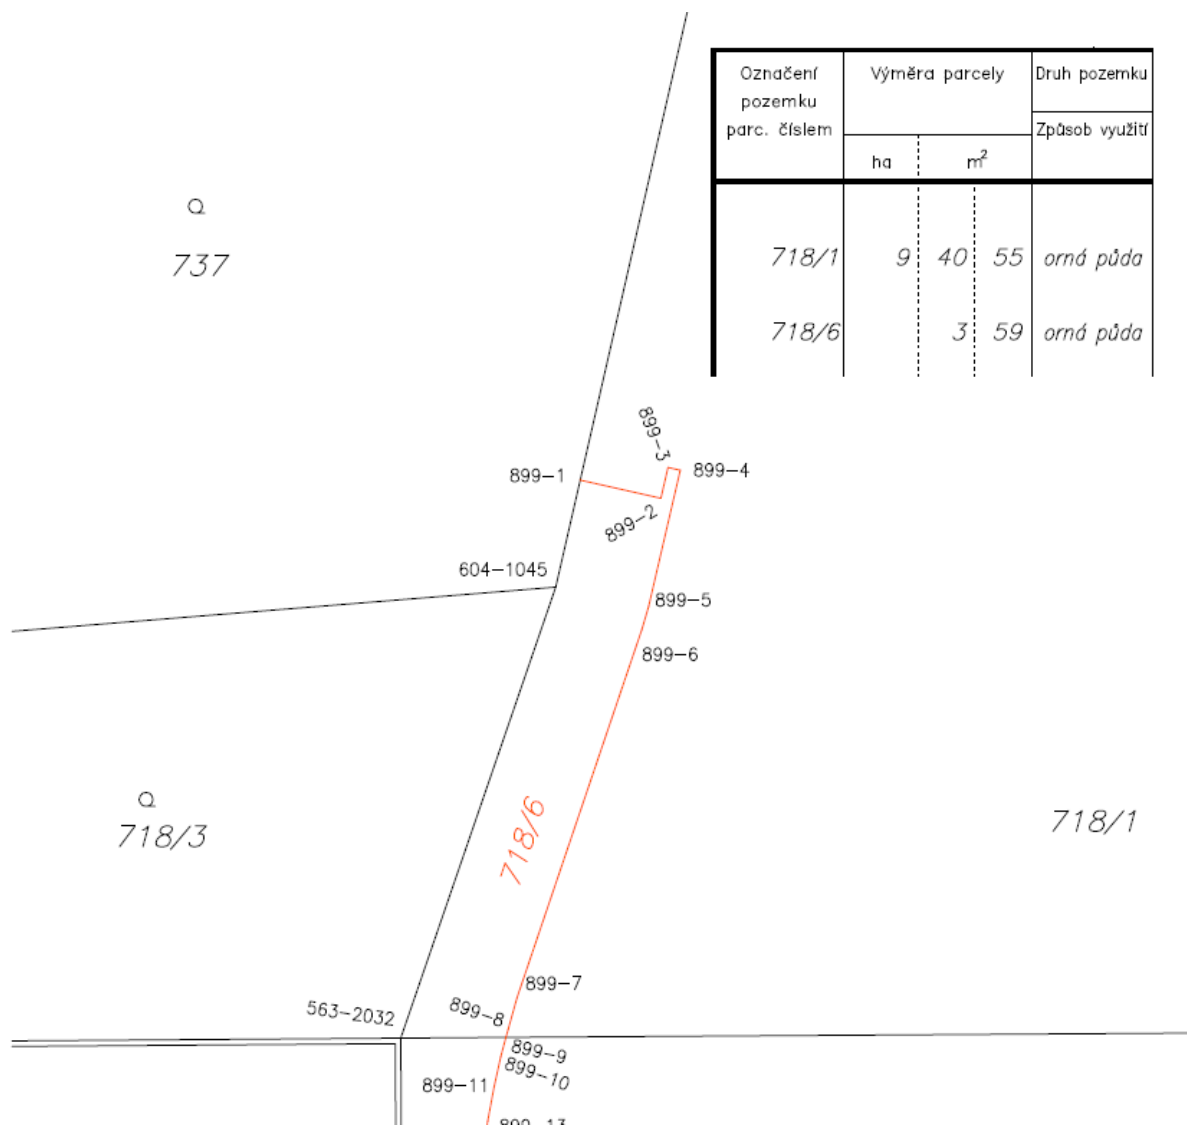 Označení
pozemku
parc. číslem
Výměra parcely
ha
m²
Druh pozemku
Způsob využití
718/1 9 40 55 orná půda
718/6 3 59 orná půda
737
899-3
899-4
899-1
899-2
604-1045
899-5
899-6
718/6
718/3
718/1
899-7
899-8
563-2032
899-9
899-10
899-11